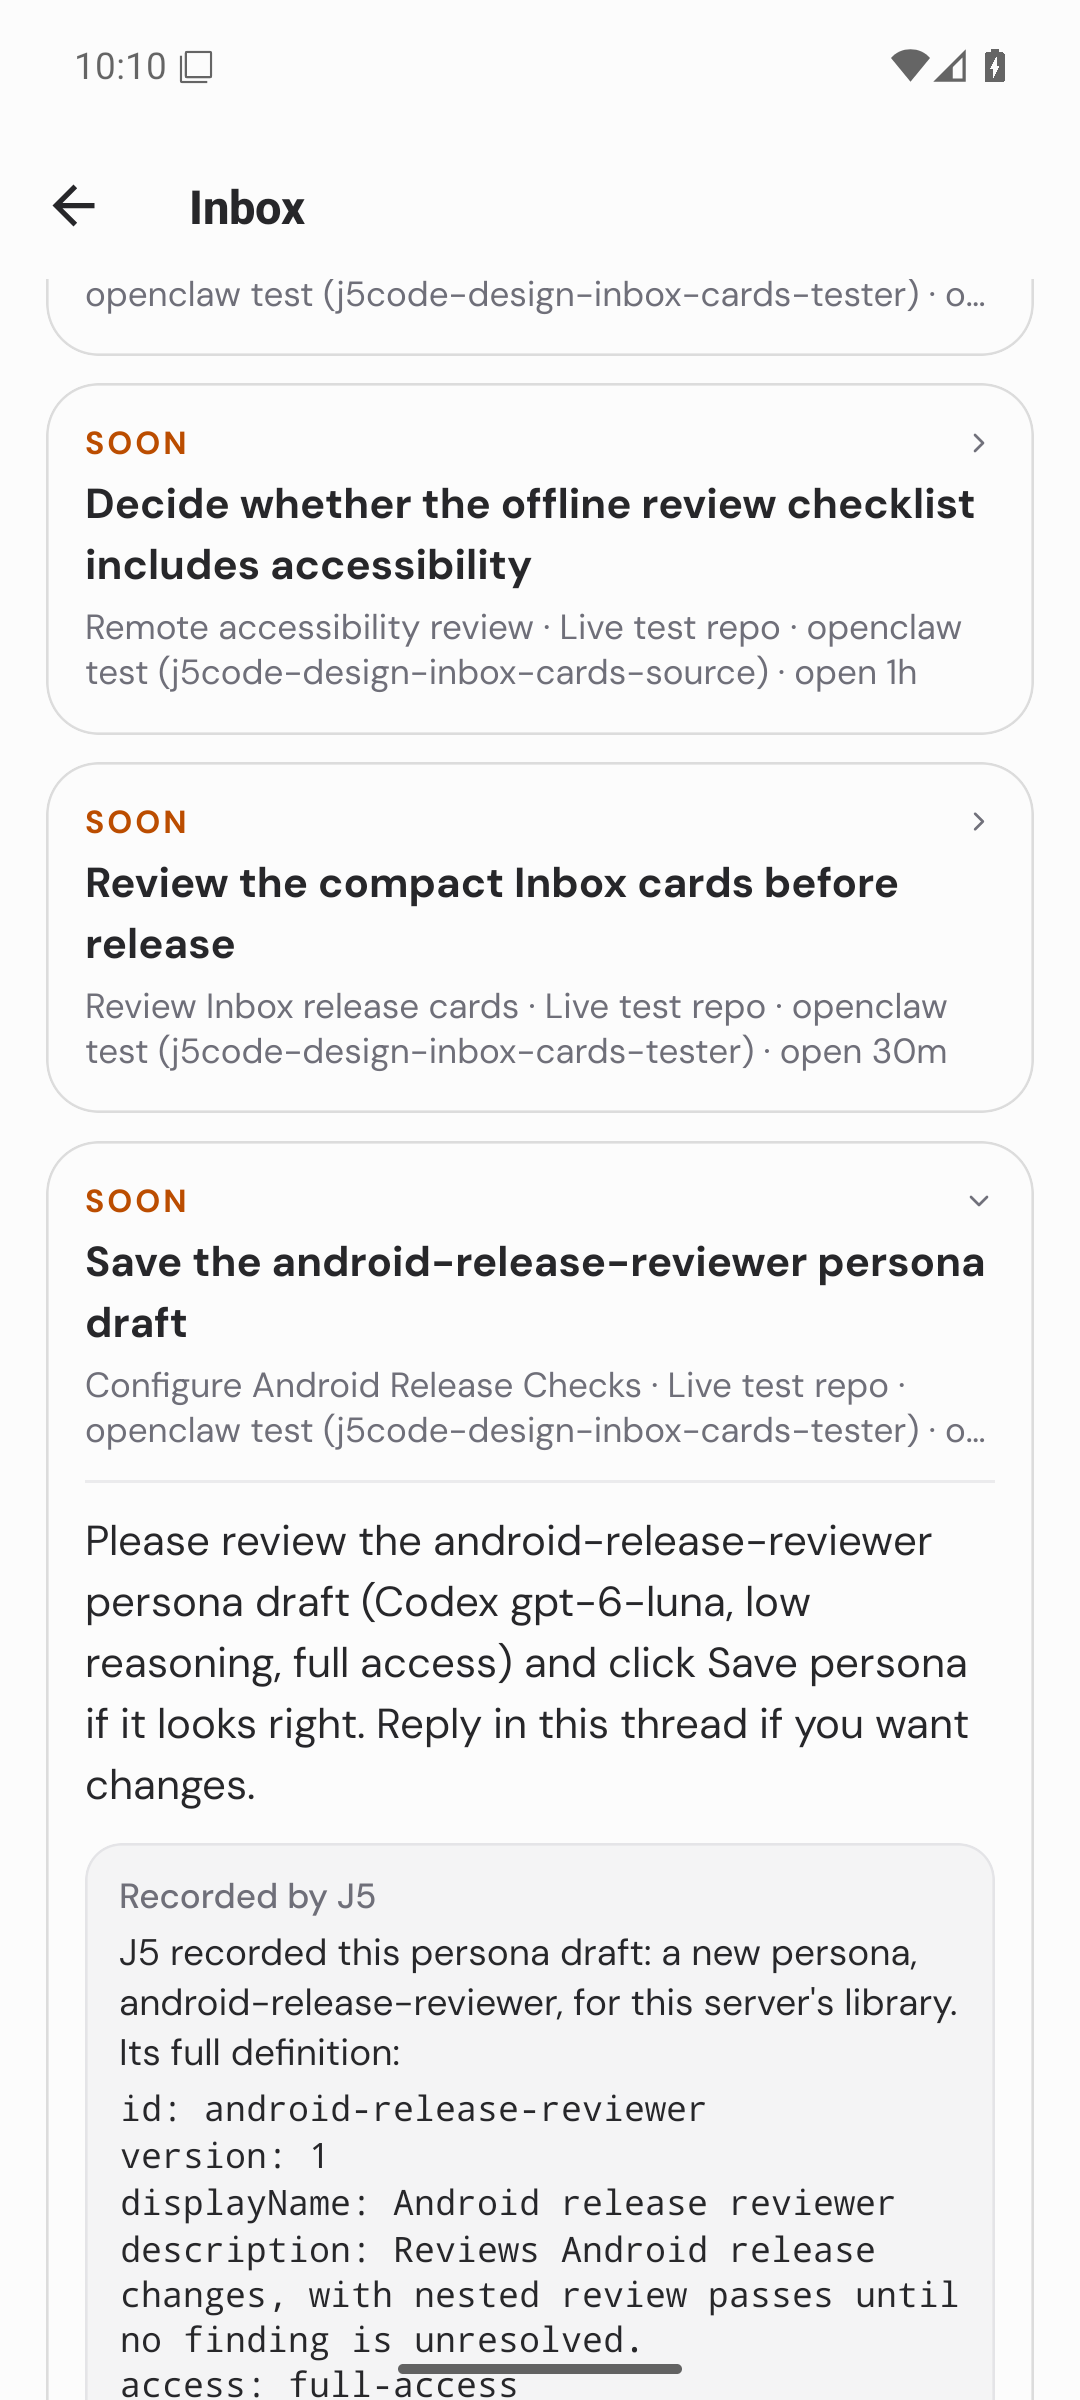 10:10
Inbox
openclaw test (j5code-design-inbox-cards-tester) · o...
SOON
Decide whether the offline review checklist
includes accessibility
Remote accessibility review · Live test repo · openclaw
test (j5code-design-inbox-cards-source) · open 1h
SOON
Review the compact Inbox cards before
release
Review Inbox release cards · Live test repo · openclaw
test (j5code-design-inbox-cards-tester) · open 30m
SOON
Save the android-release-reviewer persona
draft
Configure Android Release Checks · Live test repo ·
openclaw test (j5code-design-inbox-cards-tester) · o...
Please review the android-release-reviewer
persona draft (Codex gpt-6-luna, low
reasoning, full access) and click Save persona
if it looks right. Reply in this thread if you want
changes.
Recorded by J5
J5 recorded this persona draft: a new persona,
android-release-reviewer, for this server's library.
Its full definition:
id: android-release-reviewer
version: 1
displayName: Android release reviewer
description: Reviews Android release
changes, with nested review passes until
no finding is unresolved.
access: full-access